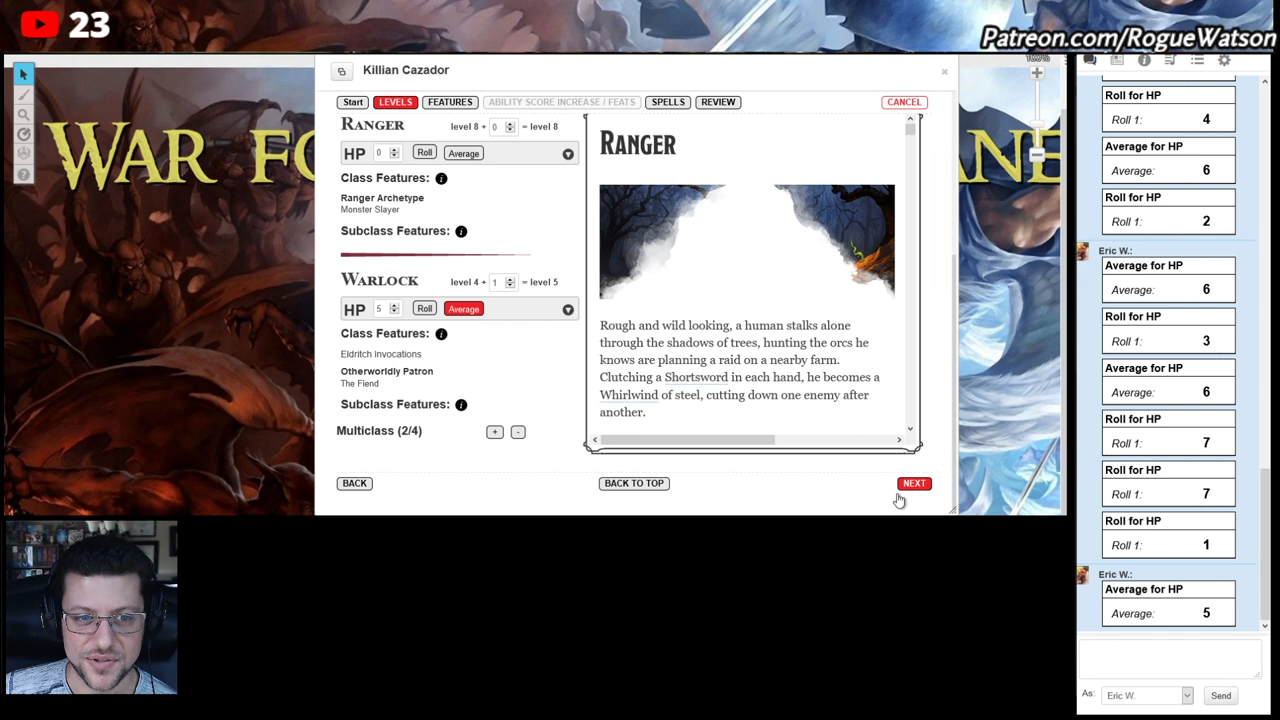 23
Patreon.com/RogueWatson
WAR FO
ANE
Killian Cazador
100%
Start
LEVELS
FEATURES
ABILITY SCORE INCREASE / FEATS
SPELLS
REVIEW
CANCEL
RANGER
level 8 + 0 = level 8
HP 0 Roll Average
Class Features:
Ranger Archetype
Monster Slayer
Subclass Features:
WARLOCK
level 4 + 1 = level 5
HP 5 Roll Average
Class Features:
Eldritch Invocations
Otherworldly Patron
The Fiend
Subclass Features:
Multiclass (2/4) + -
RANGER
Rough and wild looking, a human stalks alone
through the shadows of trees, hunting the orcs he
knows are planning a raid on a nearby farm.
Clutching a Shortsword in each hand, he becomes a
Whirlwind of steel, cutting down one enemy after
another.
BACK
BACK TO TOP
NEXT
Roll for HP
Roll 1: 4
Average for HP
Average: 6
Roll for HP
Roll 1: 2
Eric W.:
Average for HP
Average: 6
Roll for HP
Roll 1: 3
Average for HP
Average: 6
Roll for HP
Roll 1: 7
Roll for HP
Roll 1: 7
Roll for HP
Roll 1: 1
Eric W.:
Average for HP
Average: 5
As: Eric W. Send